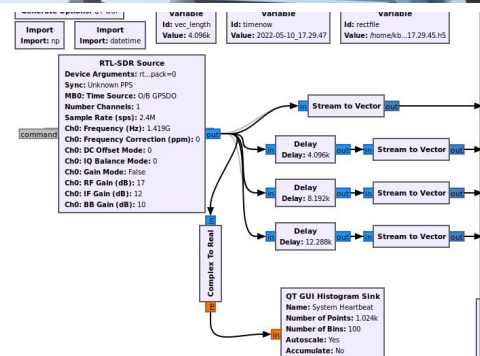 Variable
Id: vec_length
Value: 4.096k
Variable
Id: timenow
Value: 2022-05-10_17.29.47
Variable
Id: rectfile
Value: /home/kb...17.29.45.h5
Import
Import: np
Import
Import: datetime
RTL-SDR Source
Device Arguments: rt...pack=0
Sync: Unknown PPS
MB0: Time Source: O/B GPSDO
Number Channels: 1
Sample Rate (sps): 2.4M
Ch0: Frequency (Hz): 1.419G
Ch0: Frequency Correction (ppm): 0
Ch0: DC Offset Mode: 0
Ch0: IQ Balance Mode: 0
Ch0: Gain Mode: False
Ch0: RF Gain (dB): 17
Ch0: IF Gain (dB): 12
Ch0: BB Gain (dB): 10
command
out
in
Stream to Vector
out
in
Delay
Delay: 4.096k
out
in
Stream to Vector
out
in
Delay
Delay: 8.192k
out
in
Stream to Vector
out
in
Delay
Delay: 12.288k
out
in
Stream to Vector
out
in
Complex To Real
re
in
QT GUI Histogram Sink
Name: System Heartbeat
Number of Points: 1.024k
Number of Bins: 100
Autoscale: Yes
Accumulate: No